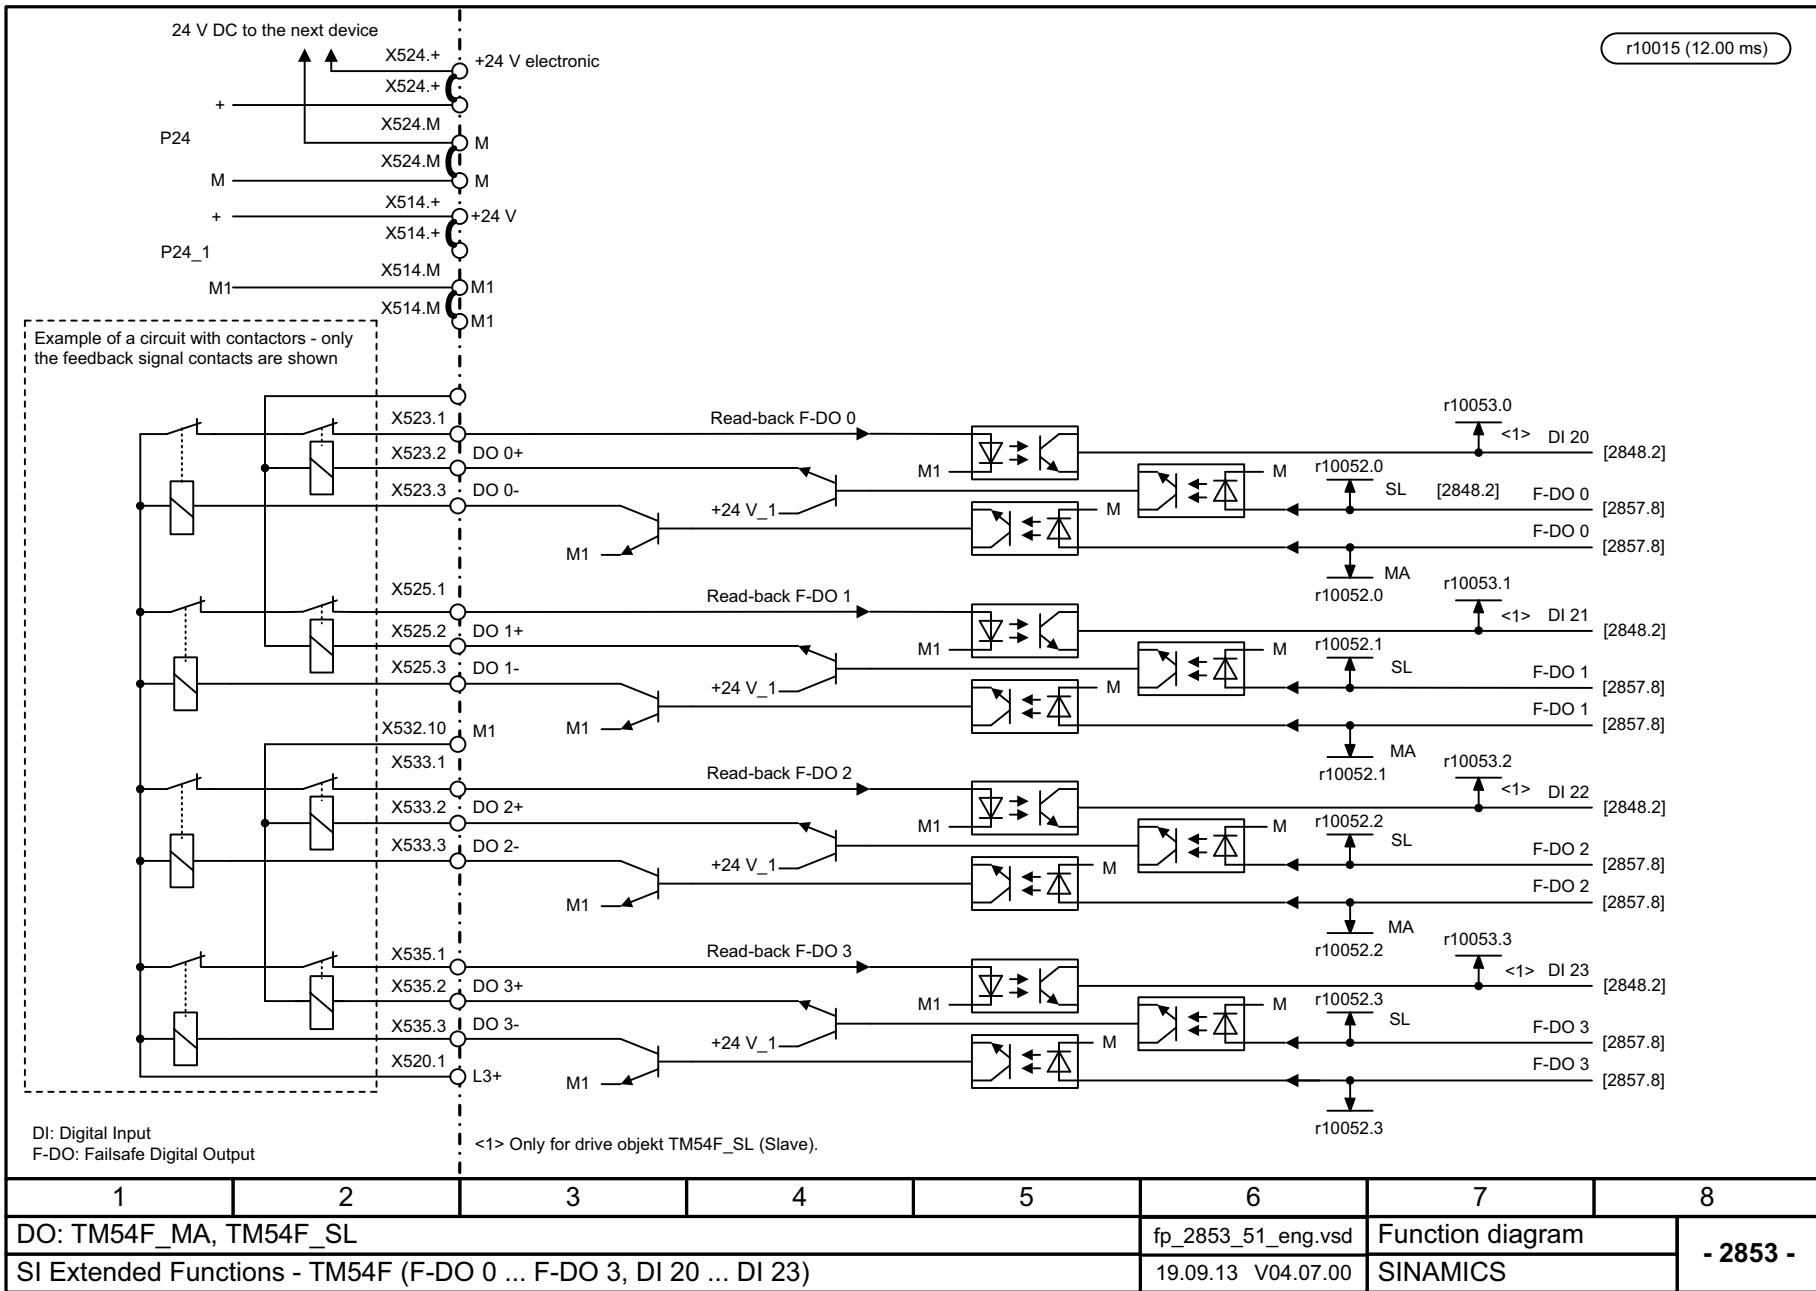 24 V DC to the next device
r10015 (12.00 ms)
X524.+
+24 V electronic
X524.+
+
X524.M
P24
M
X524.M
M
M
X514.+
+
+24 V
X514.+
P24_1
X514.M
M1
M1
X514.M
M1
Example of a circuit with contactors - only
the feedback signal contacts are shown
X523.1
Read-back F-DO 0
r10053.0
<1> DI 20
[2848.2]
X523.2
DO 0+
M1
M
r10052.0
SL
[2848.2]
F-DO 0
[2857.8]
X523.3
DO 0-
+24 V_1
M
F-DO 0
[2857.8]
M1
MA
r10052.0
X525.1
Read-back F-DO 1
r10053.1
<1> DI 21
[2848.2]
X525.2
DO 1+
M1
M
r10052.1
SL
F-DO 1
[2857.8]
X525.3
DO 1-
+24 V_1
M
F-DO 1
[2857.8]
M1
MA
r10052.1
X532.10
M1
X533.1
Read-back F-DO 2
r10053.2
<1> DI 22
[2848.2]
X533.2
DO 2+
M1
M
r10052.2
SL
F-DO 2
[2857.8]
X533.3
DO 2-
+24 V_1
M
F-DO 2
[2857.8]
M1
MA
r10052.2
X535.1
Read-back F-DO 3
r10053.3
<1> DI 23
[2848.2]
X535.2
DO 3+
M1
M
r10052.3
SL
F-DO 3
[2857.8]
X535.3
DO 3-
+24 V_1
M
F-DO 3
[2857.8]
X520.1
L3+
M1
r10052.3
DI: Digital Input
F-DO: Failsafe Digital Output
<1> Only for drive objekt TM54F_SL (Slave).
1 2 3 4 5 6 7 8
DO: TM54F_MA, TM54F_SL
fp_2853_51_eng.vsd
Function diagram
- 2853 -
SI Extended Functions - TM54F (F-DO 0 ... F-DO 3, DI 20 ... DI 23)
19.09.13 V04.07.00
SINAMICS